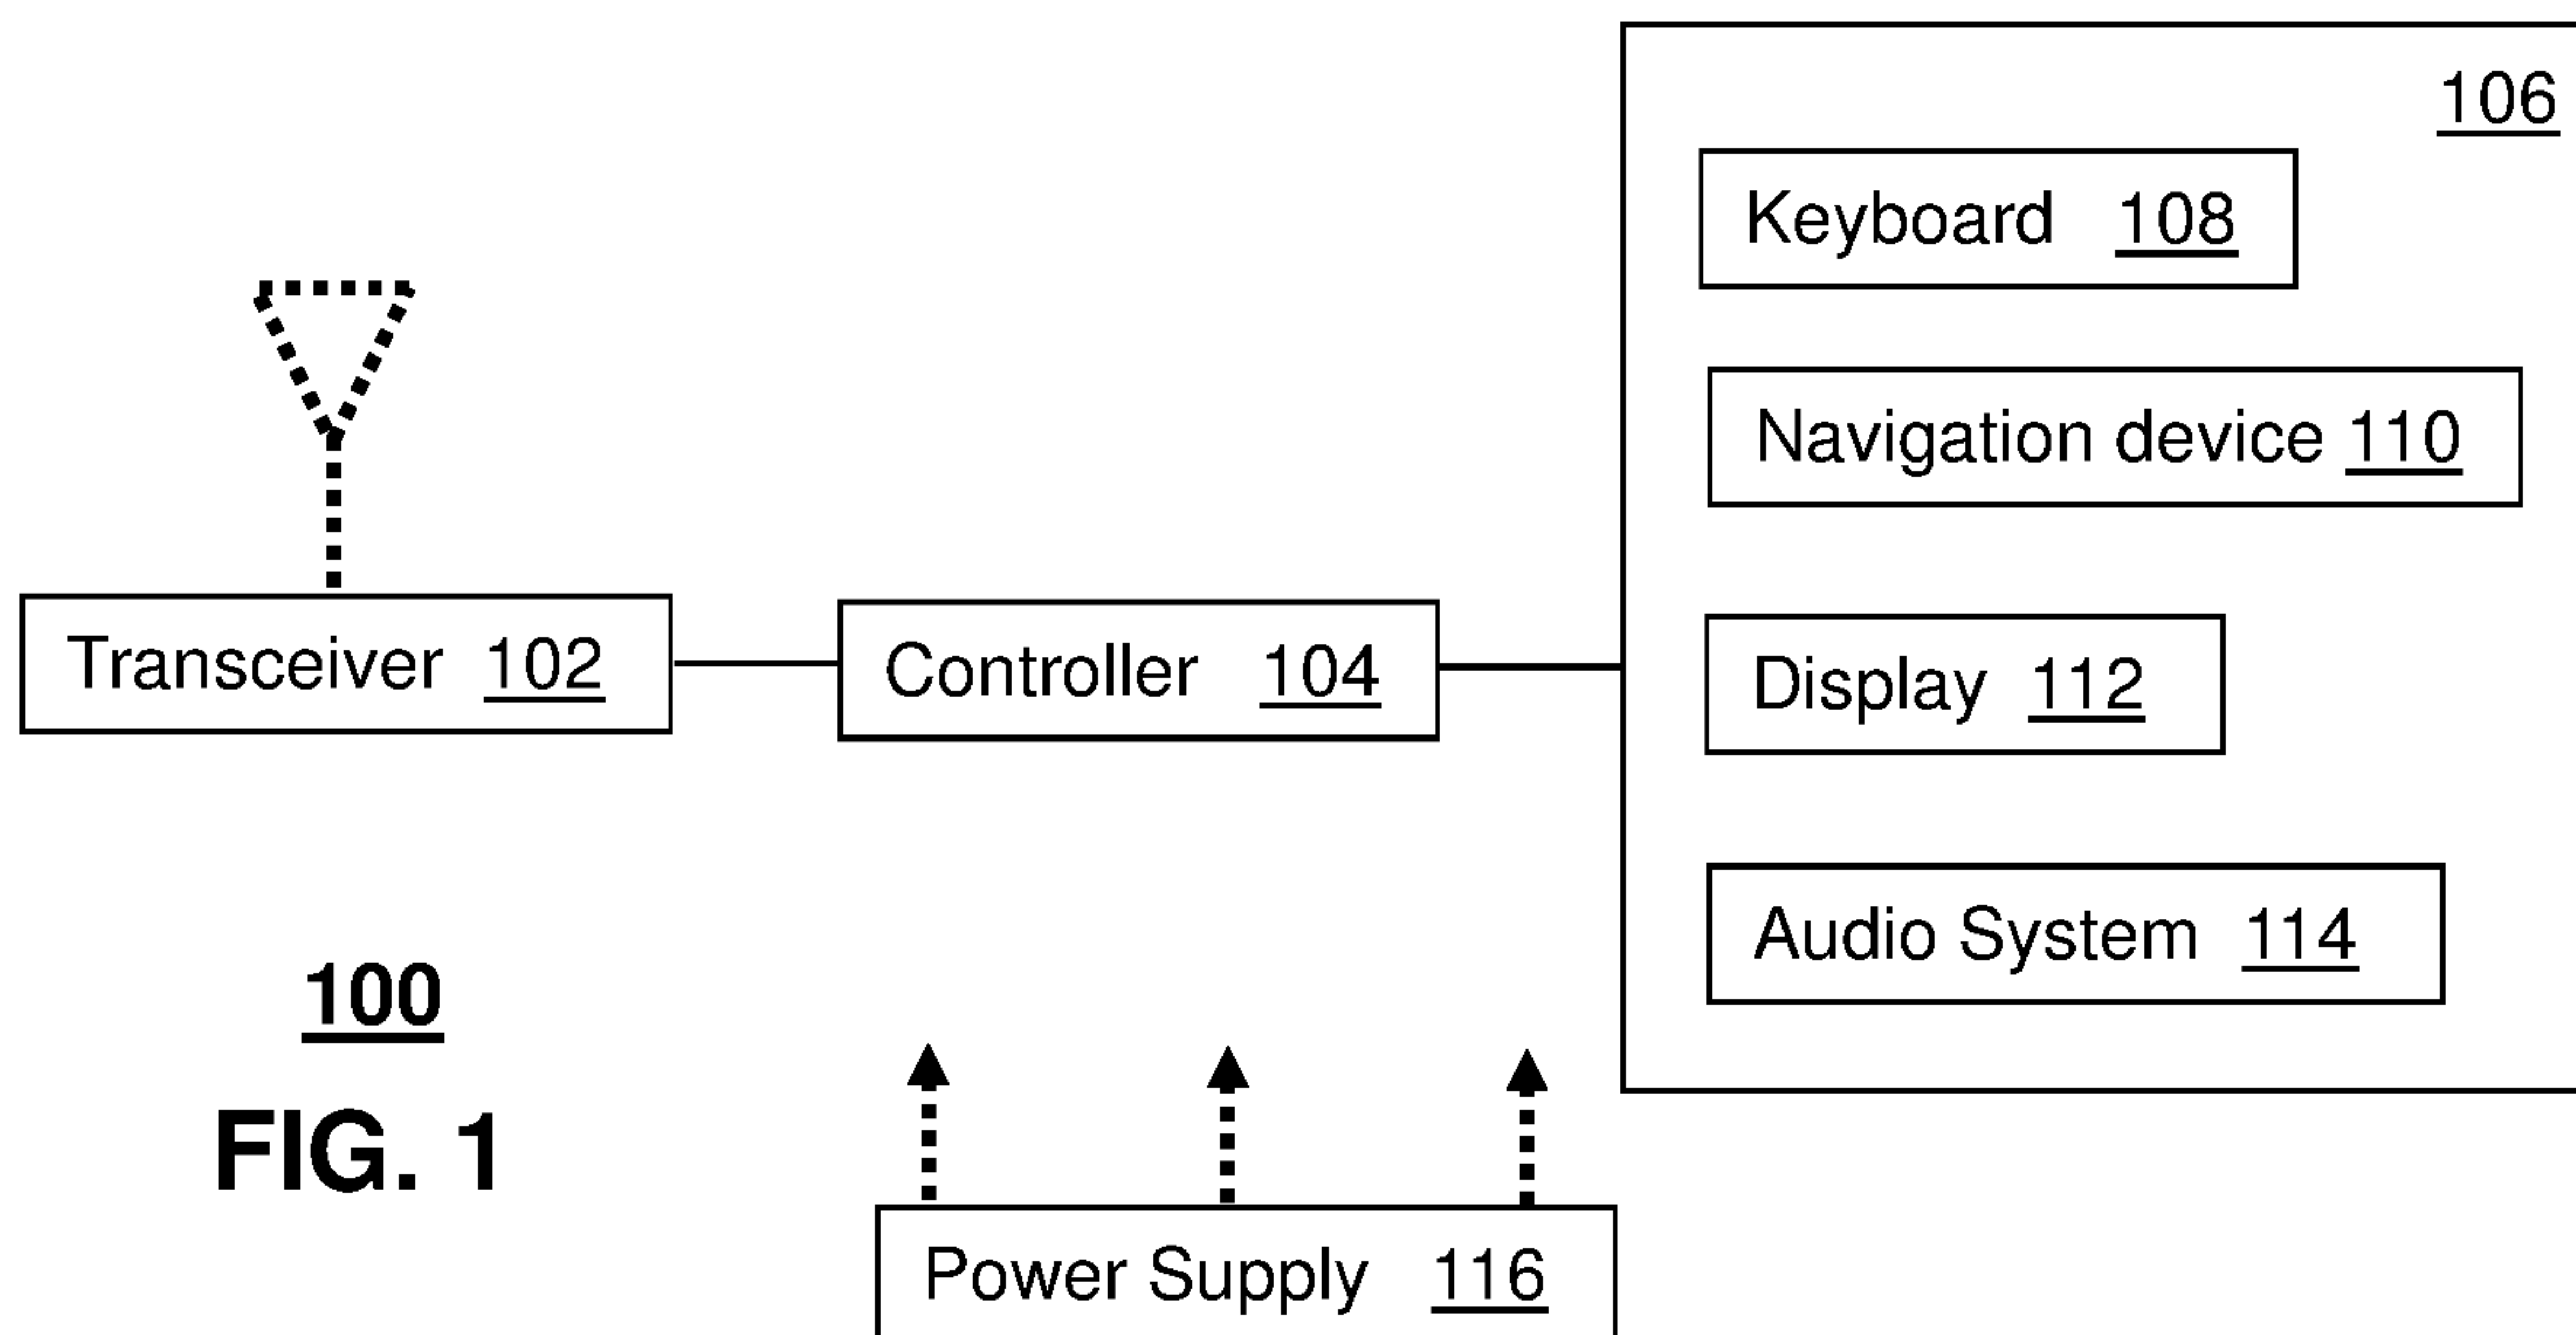 106
Keyboard 108
Navigation device 110
Transceiver 102
Controller 104
Display 112
Audio System 114
100
FIG. 1
Power Supply 116